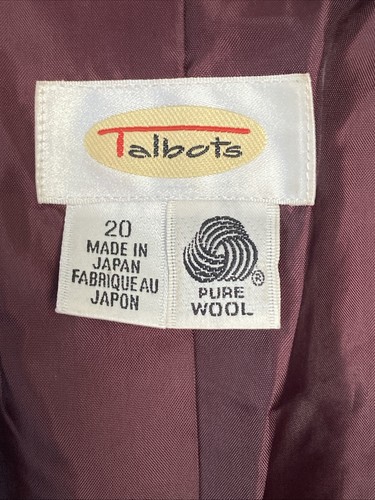 Talbots
20
MADE IN
JAPAN
FABRIQUE AU
JAPON
®
PURE
WOOL